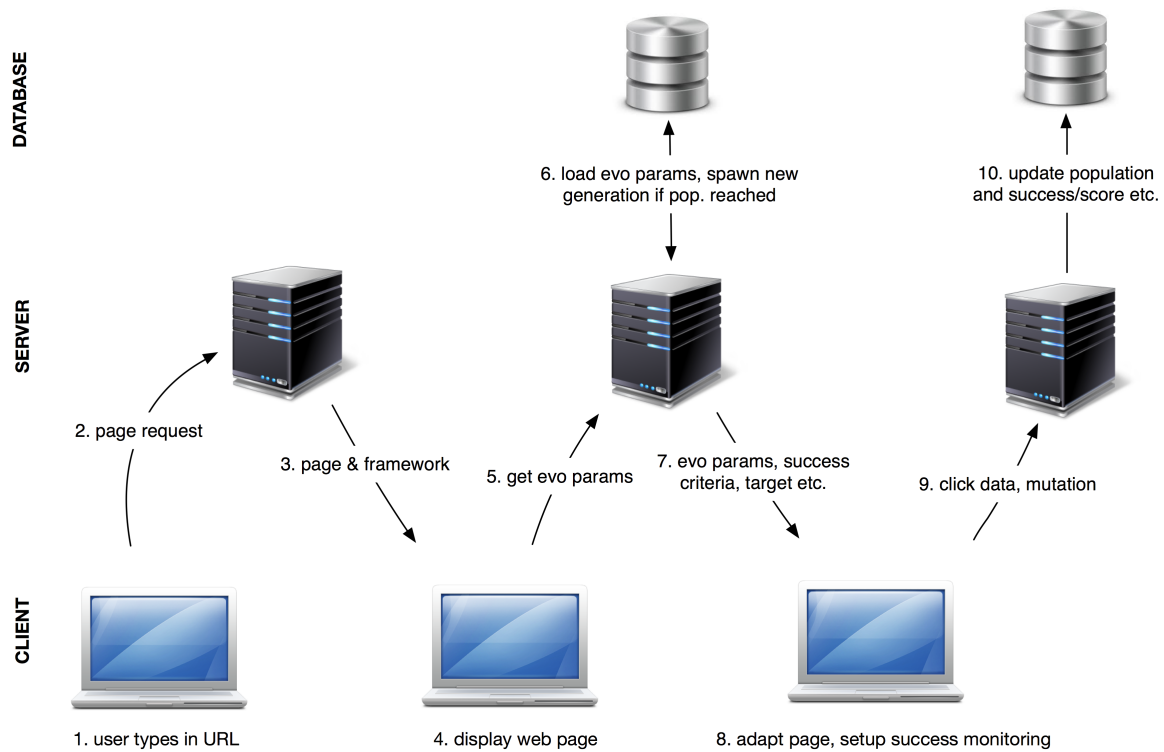 DATABASE
6. load evo params, spawn new
generation if pop. reached
10. update population
and success/score etc.
SERVER
2. page request
3. page & framework
5. get evo params
7. evo params, success
criteria, target etc.
9. click data, mutation
CLIENT
1. user types in URL
4. display web page
8. adapt page, setup success monitoring